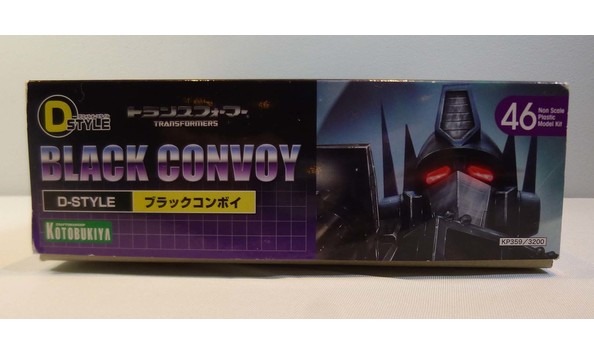 D-STYLE
トランスフォーマー
TRANSFORMERS
BLACK CONVOY
D-STYLE
ブラックコンボイ
KOTOBUKIYA
46
Non Scale
Plastic
Model Kit
KP359/3200